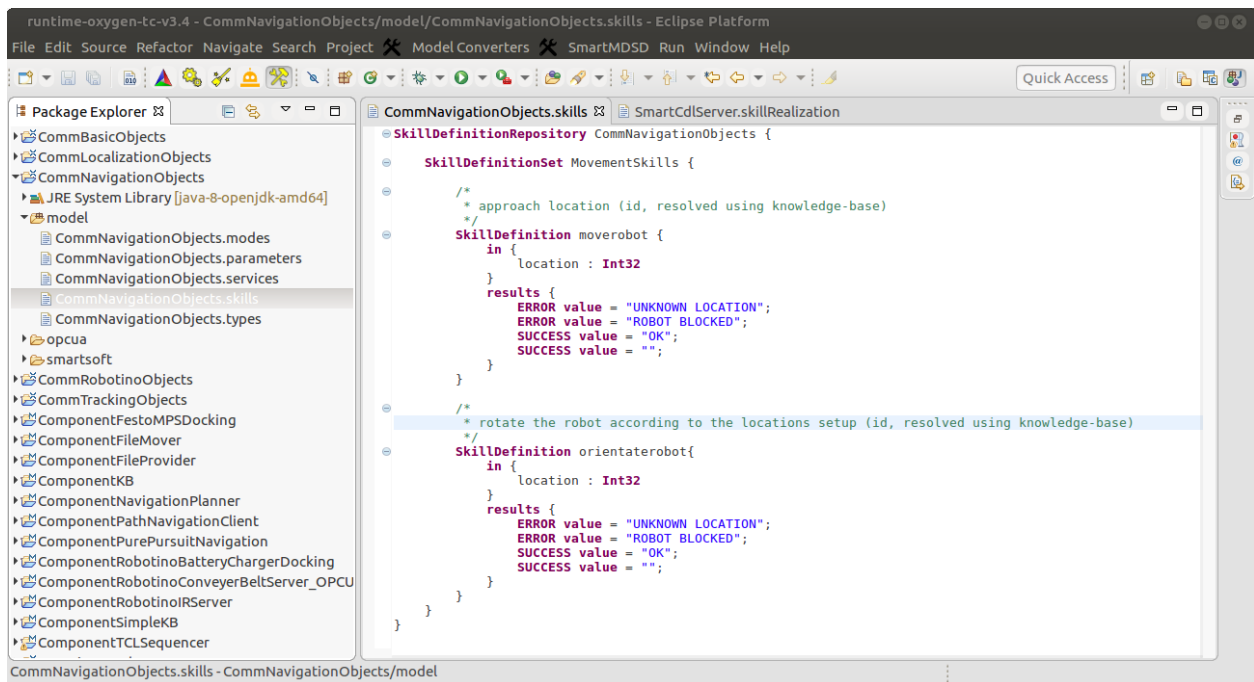 runtime-oxygen-tc-v3.4 - CommNavigationObjects/model/CommNavigationObjects.skills - Eclipse Platform
File Edit Source Refactor Navigate Search Project Model Converters SmartMDSD Run Window Help
Quick Access
Package Explorer
CommBasicObjects
CommLocalizationObjects
CommNavigationObjects
JRE System Library [java-8-openjdk-amd64]
model
CommNavigationObjects.modes
CommNavigationObjects.parameters
CommNavigationObjects.services
CommNavigationObjects.skills
CommNavigationObjects.types
opcua
smartsoft
CommRobotinoObjects
CommTrackingObjects
ComponentFestoMPSDocking
ComponentFileMover
ComponentFileProvider
ComponentKB
ComponentNavigationPlanner
ComponentPathNavigationClient
ComponentPurePursuitNavigation
ComponentRobotinoBatteryChargerDocking
ComponentRobotinoConveyerBeltServer_OPCU
ComponentRobotinoIRServer
ComponentSimpleKB
ComponentTCLSequencer
CommNavigationObjects.skills SmartCdlServer.skillRealization
SkillDefinitionRepository CommNavigationObjects {
SkillDefinitionSet MovementSkills {
/*
* approach location (id, resolved using knowledge-base)
*/
SkillDefinition moverobot {
in {
location : Int32
}
results {
ERROR value = "UNKNOWN LOCATION";
ERROR value = "ROBOT BLOCKED";
SUCCESS value = "OK";
SUCCESS value = "";
}
}
/*
* rotate the robot according to the locations setup (id, resolved using knowledge-base)
*/
SkillDefinition orientaterobot{
in {
location : Int32
}
results {
ERROR value = "UNKNOWN LOCATION";
ERROR value = "ROBOT BLOCKED";
SUCCESS value = "OK";
SUCCESS value = "";
}
}
}
}
CommNavigationObjects.skills - CommNavigationObjects/model